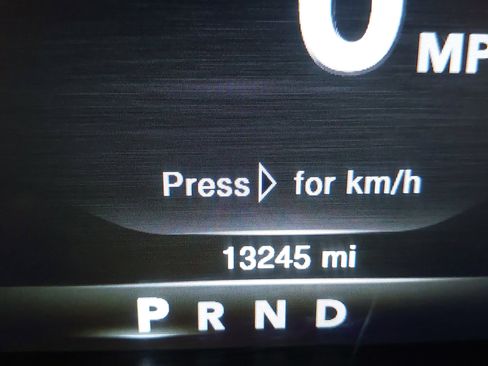 0 MP
Press ▷ for km/h
13245 mi
P R N D